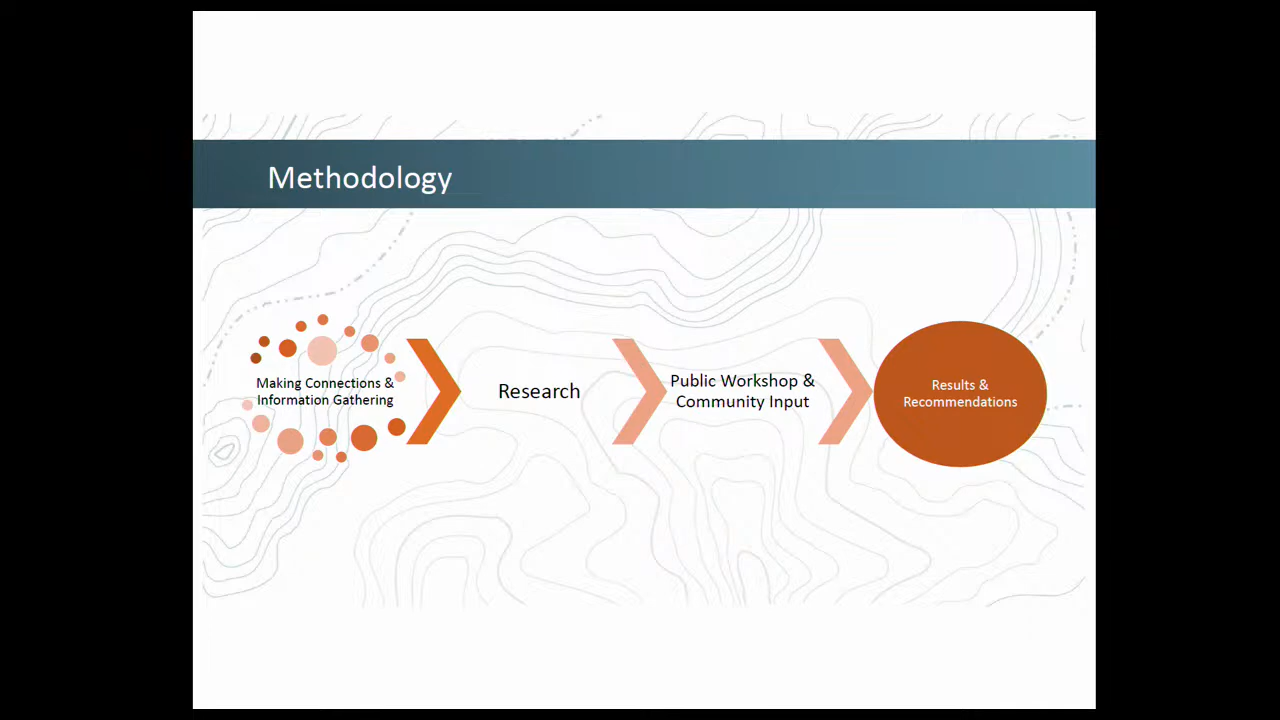 Methodology
Making Connections &
Information Gathering
Research
Public Workshop &
Community Input
Results &
Recommendations